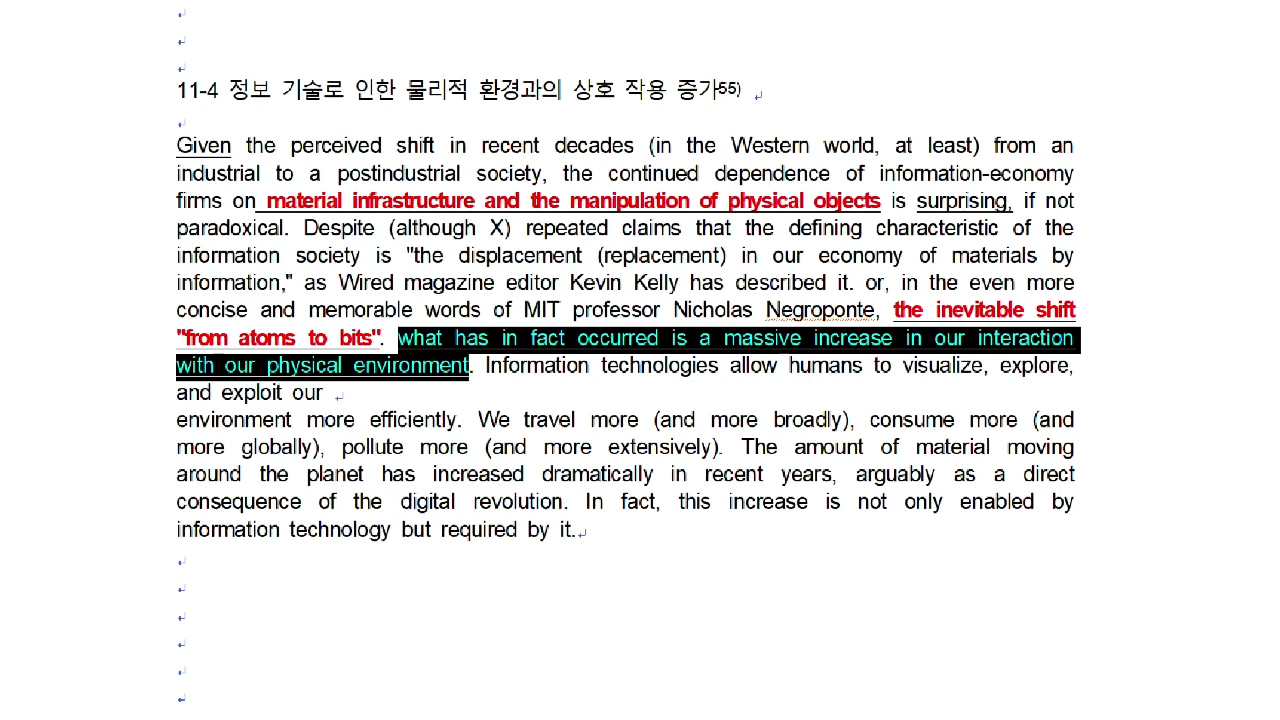 11-4 정보 기술로 인한 물리적 환경과의 상호 작용 증가55)
Given the perceived shift in recent decades (in the Western world, at least) from an
industrial to a postindustrial society, the continued dependence of information-economy
firms on material infrastructure and the manipulation of physical objects is surprising, if not
paradoxical. Despite (although X) repeated claims that the defining characteristic of the
information society is "the displacement (replacement) in our economy of materials by
information," as Wired magazine editor Kevin Kelly has described it. or, in the even more
concise and memorable words of MIT professor Nicholas Negroponte, the inevitable shift
"from atoms to bits". what has in fact occurred is a massive increase in our interaction
with our physical environment. Information technologies allow humans to visualize, explore,
and exploit our
environment more efficiently. We travel more (and more broadly), consume more (and
more globally), pollute more (and more extensively). The amount of material moving
around the planet has increased dramatically in recent years, arguably as a direct
consequence of the digital revolution. In fact, this increase is not only enabled by
information technology but required by it.